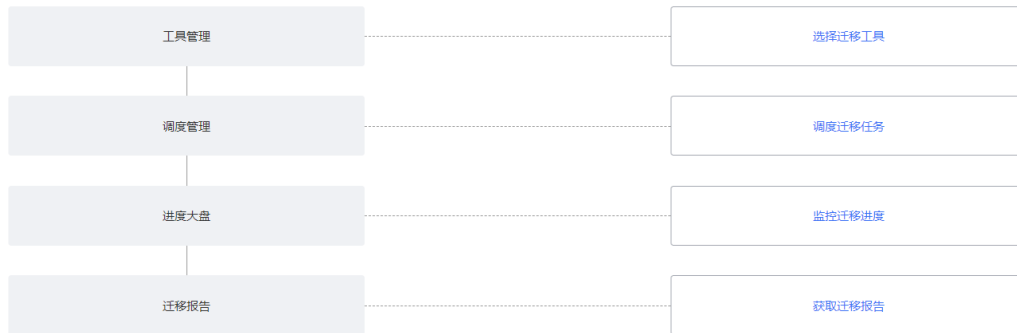 工具管理
选择迁移工具
调度管理
调度迁移任务
进度大盘
监控迁移进度
迁移报告
获取迁移报告